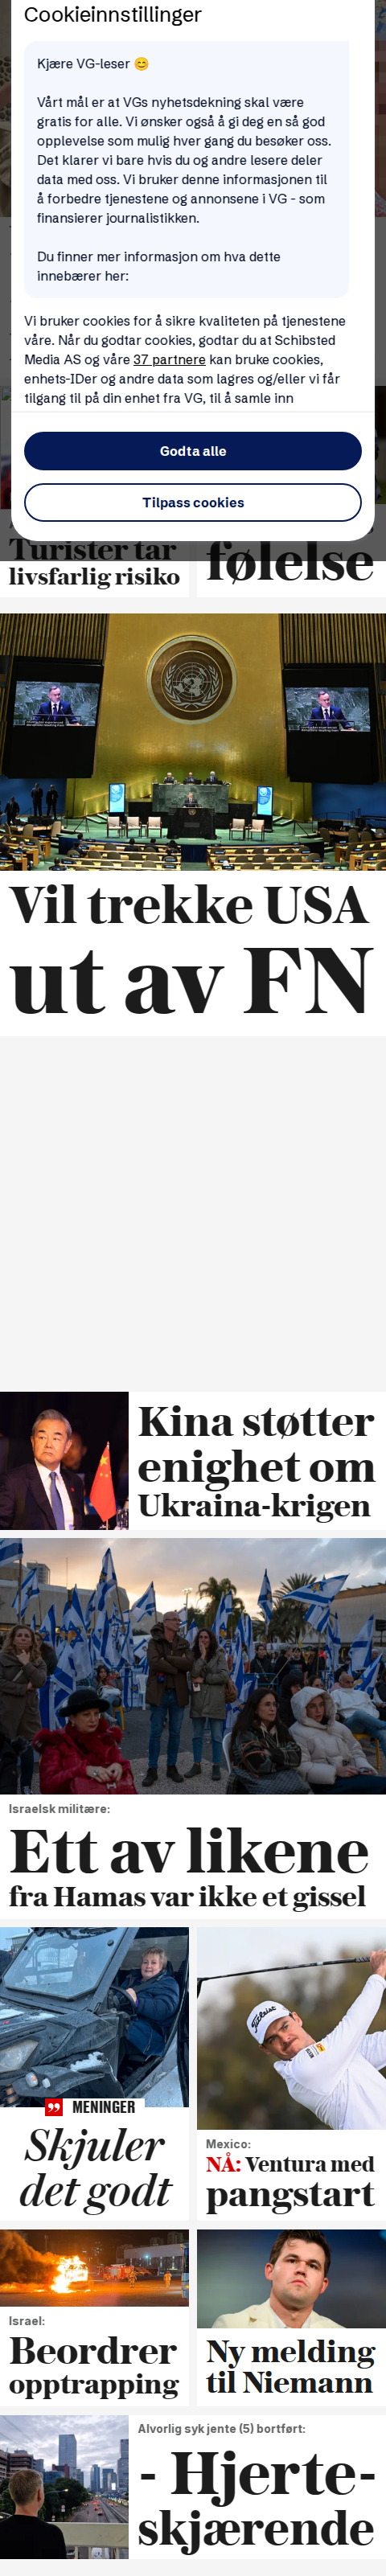 Cookieinnstillinger
Kjære VG-leser 😊
Vårt mål er at VGs nyhetsdekning skal være
gratis for alle. Vi ønsker også å gi deg en så god
opplevelse som mulig hver gang du besøker oss.
Det klarer vi bare hvis du og andre lesere deler
data med oss. Vi bruker denne informasjonen til
å forbedre tjenestene og annonsene i VG - som
finansierer journalistikken.
Du finner mer informasjon om hva dette
innebærer her:
Vi bruker cookies for å sikre kvaliteten på tjenestene
våre. Når du godtar cookies, godtar du at Schibsted
Media AS og våre 37 partnere kan bruke cookies,
enhets-IDer og andre data som lagres og/eller vi får
tilgang til på din enhet fra VG, til å samle inn
Godta alle
Tilpass cookies
Turister tar
livsfarlig risiko
følelse
Vil trekke USA
ut av FN
Kina støtter
enighet om
Ukraina-krigen
Israelsk militære:
Ett av likene
fra Hamas var ikke et gissel
MENINGER
Skjuler
det godt
Titleist
Mexico:
NÅ: Venturamed
pangstart
Israel:
Beordrer
opptrapping
Ny melding
til Niemann
Alvorlig syk jente (5) bortført:
- Hjerte-
skjærende